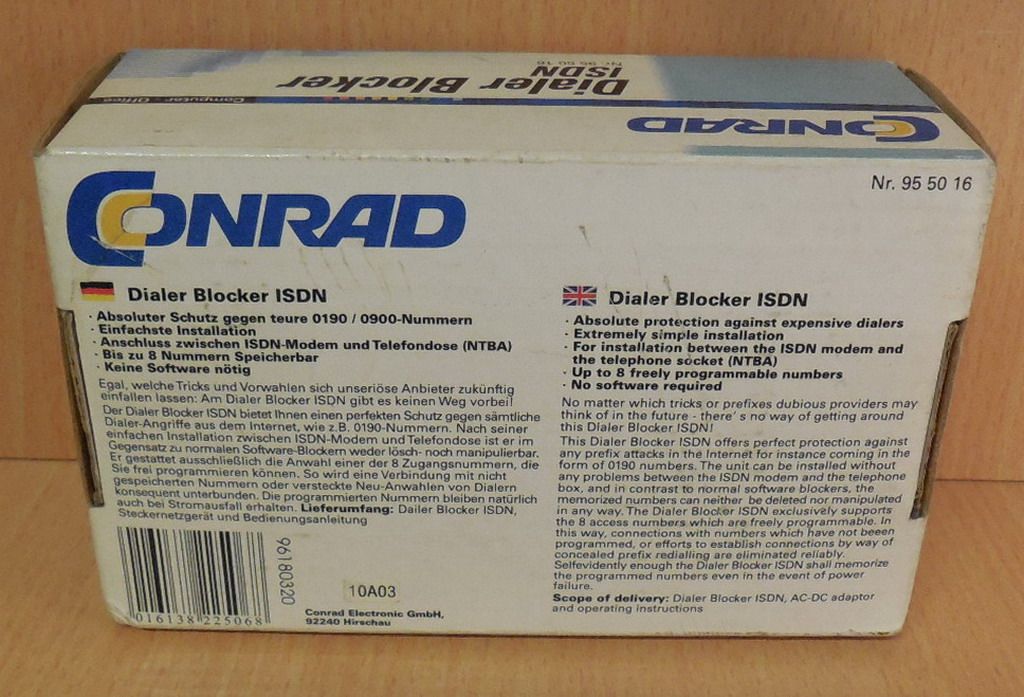 Nr. 95 50 16
ISDN
Dialer Blocker
Computer - Office
CONRAD
Nr. 95 50 16
CONRAD
Dialer Blocker ISDN
· Absoluter Schutz gegen teure 0190 / 0900-Nummern
· Einfachste Installation
· Anschluss zwischen ISDN-Modem und Telefondose (NTBA)
· Bis zu 8 Nummern Speicherbar
· Keine Software nötig
Egal, welche Tricks und Vorwahlen sich unseriöse Anbieter zukünftig
einfallen lassen: Am Dialer Blocker ISDN gibt es keinen Weg vorbei!
Der Dialer Blocker ISDN bietet Ihnen einen perfekten Schutz gegen sämtliche
Dialer-Angriffe aus dem Internet, wie z.B. 0190-Nummern. Nach seiner
einfachen Installation zwischen ISDN-Modem und Telefondose ist er im
Gegensatz zu normalen Software-Blockern weder lösch- noch manipulierbar.
Er gestattet ausschließlich die Anwahl einer der 8 Zugangsnummern, die
Sie frei programmieren können. So wird eine Verbindung mit nicht
gespeicherten Nummern oder versteckte Neu-Anwahlen von Dialern
konsequent unterbunden. Die programmierten Nummern bleiben natürlich
auch bei Stromausfall erhalten. Lieferumfang: Dailer Blocker ISDN,
Steckernetzgerät und Bedienungsanleitung
Dialer Blocker ISDN
· Absolute protection against expensive dialers
· Extremely simple installation
· For installation between the ISDN modem and
the telephone socket (NTBA)
· Up to 8 freely programmable numbers
· No software required
No matter which tricks or prefixes dubious providers may
think of in the future - there's no way of getting around
this Dialer Blocker ISDN!
This Dialer Blocker ISDN offers perfect protection against
any prefix attacks in the Internet for instance coming in the
form of 0190 numbers. The unit can be installed without
any problems between the ISDN modem and the telephone
box, and in contrast to normal software blockers, the
memorized numbers can neither be deleted nor manipulated
in any way. The Dialer Blocker ISDN exclusively supports
the 8 access numbers which are freely programmable. In
this way, connections with numbers which have not beeen
programmed, or efforts to establish connections by way of
concealed prefix redialling are eliminated reliably.
Selfevidently enough the Dialer Blocker ISDN shall memorize
the programmed numbers even in the event of power
failure.
Scope of delivery: Dialer Blocker ISDN, AC-DC adaptor
and operating instructions
96180320
016138 225068
10A03
Conrad Electronic GmbH,
92240 Hirschau